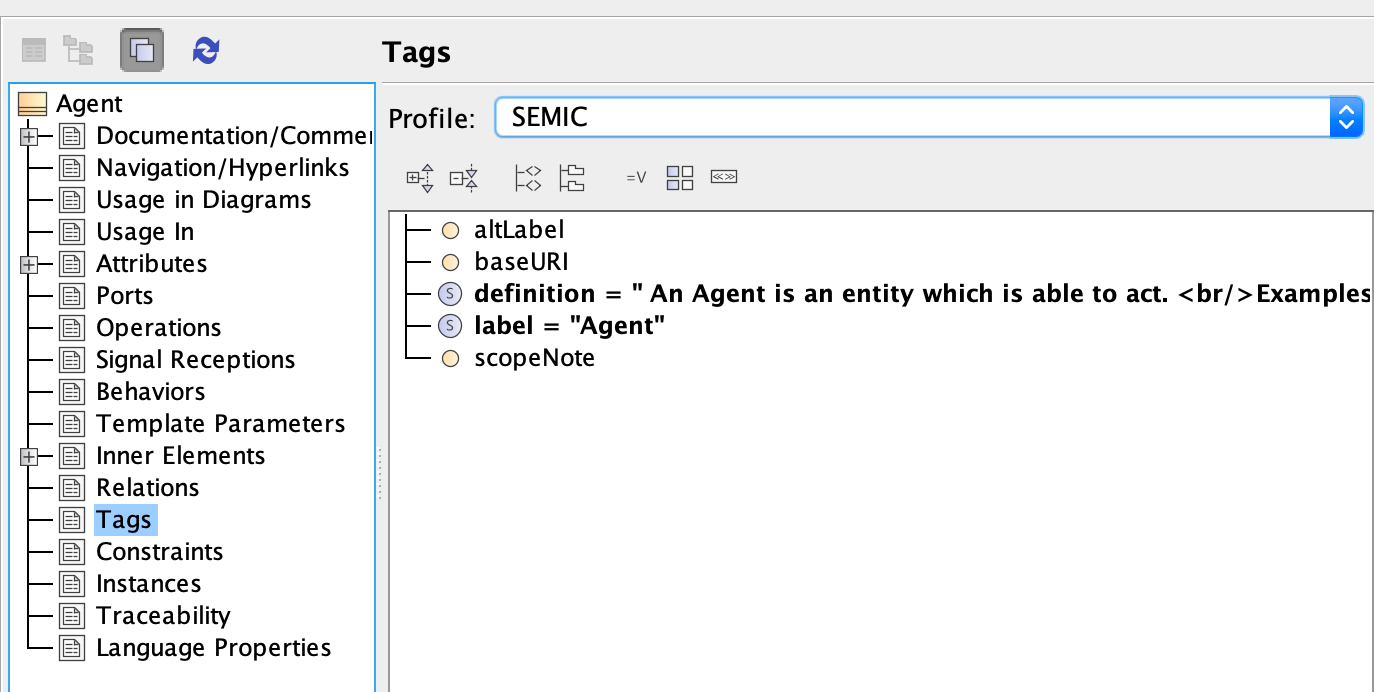 Tags
Profile: SEMIC
Agent
Documentation/Comme
Navigation/Hyperlinks
Usage in Diagrams
Usage In
Attributes
Ports
Operations
Signal Receptions
Behaviors
Template Parameters
Inner Elements
Relations
Tags
Constraints
Instances
Traceability
Language Properties
=V
«»
altLabel
baseURI
S definition = " An Agent is an entity which is able to act. <br/>Examples
S label = "Agent"
scopeNote